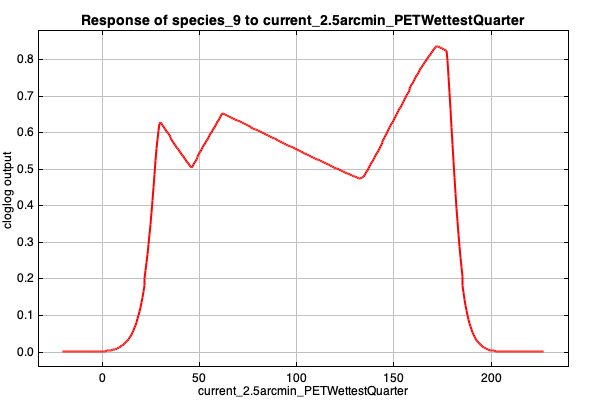 Response of species_9 to current_2.5arcmin_PETWettestQuarter
cloglog output
0.8
0.7
0.6
0.5
0.4
0.3
0.2
0.1
0.0
0 50 100 150 200
current_2.5arcmin_PETWettestQuarter